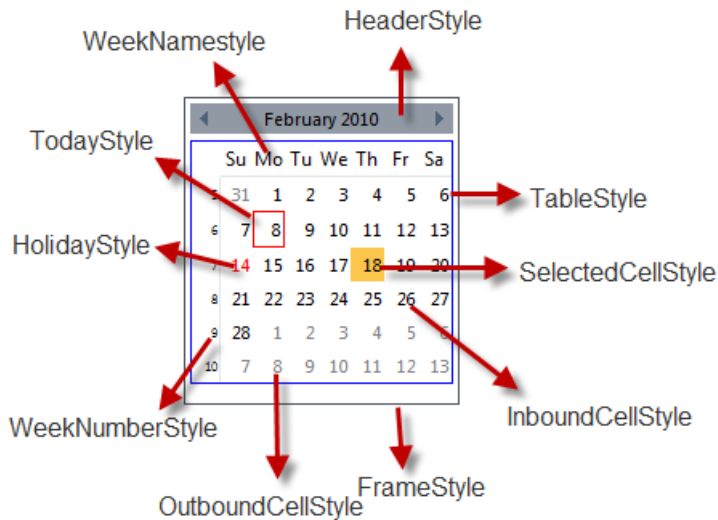 HeaderStyle
WeekNamestyle
February 2010
TodayStyle
Su Mo Tu We Th Fr Sa
5 31 1 2 3 4 5 6
TableStyle
6 7 8 9 10 11 12 13
HolidayStyle
7 14 15 16 17 18 19 20
SelectedCellStyle
8 21 22 23 24 25 26 27
9 28 1 2 3 4 5 6
10 7 8 9 10 11 12 13
InboundCellStyle
WeekNumberStyle
FrameStyle
OutboundCellStyle